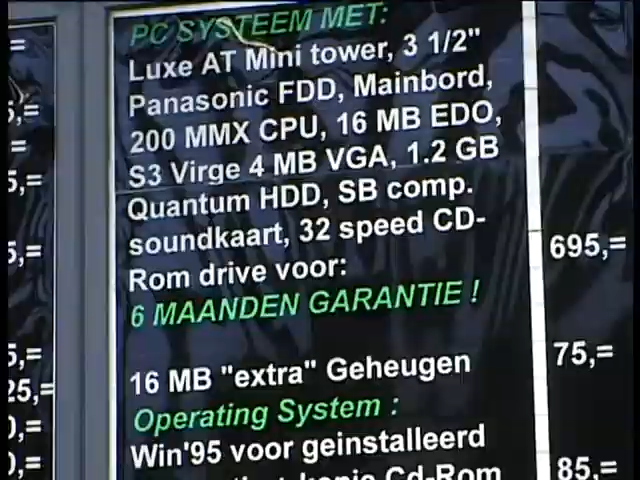 PC SYSTEEM MET:
Luxe AT Mini tower, 3 1/2"
Panasonic FDD, Mainbord,
200 MMX CPU, 16 MB EDO,
S3 Virge 4 MB VGA, 1.2 GB
Quantum HDD, SB comp.
soundkaart, 32 speed CD-
Rom drive voor:
695,=
6 MAANDEN GARANTIE !
16 MB "extra" Geheugen
75,=
Operating System :
Win'95 voor geinstalleerd
Cd-Rom
85,=